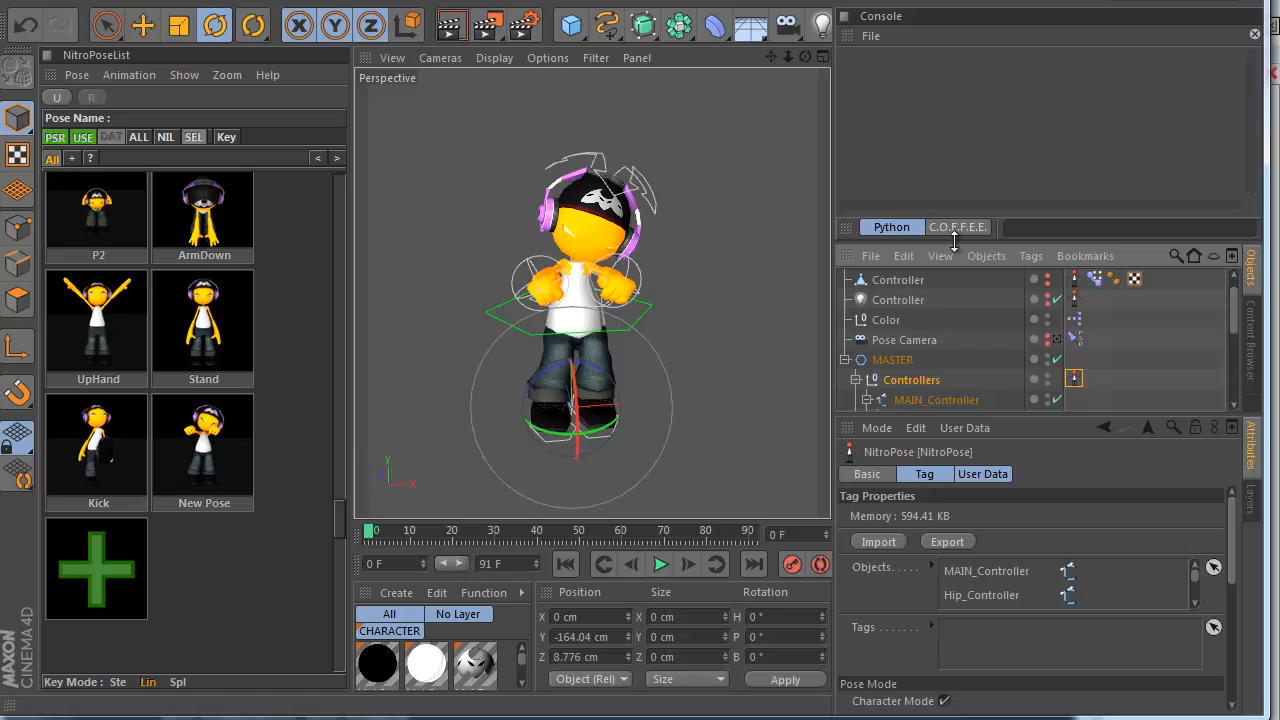 Console
File
NitroPoseList
Pose Animation Show Zoom Help
U R
Pose Name :
PSR USE DAT ALL NIL SEL Key
All + ? < >
P2 ArmDown
UpHand Stand
Kick New Pose
Key Mode : Ste Lin Spl
MAXON CINEMA 4D
X Y Z
View Cameras Display Options Filter Panel
Perspective
Y
X
0 10 20 30 40 50 60 70 80 90 0 F
0 F 91 F
Create Edit Function
All No Layer
CHARACTER
Position Size Rotation
X 0 cm X 0 cm H 0 °
Y -164.04 cm Y 0 cm P 0 °
Z 8.776 cm Z 0 cm B 0 °
Object (Rel) Size Apply
Python C.O.F.F.E.E.
File Edit View Objects Tags Bookmarks
Controller
Controller
Color
Pose Camera
MASTER
Controllers
MAIN_Controller
Objects
Content Browser
Mode Edit User Data
NitroPose [NitroPose]
Basic Tag User Data
Tag Properties
Memory : 594.41 KB
Import Export
Objects. . . . . MAIN_Controller
Hip_Controller
Tags . . . . . . .
Pose Mode
Character Mode
Attributes
Layers